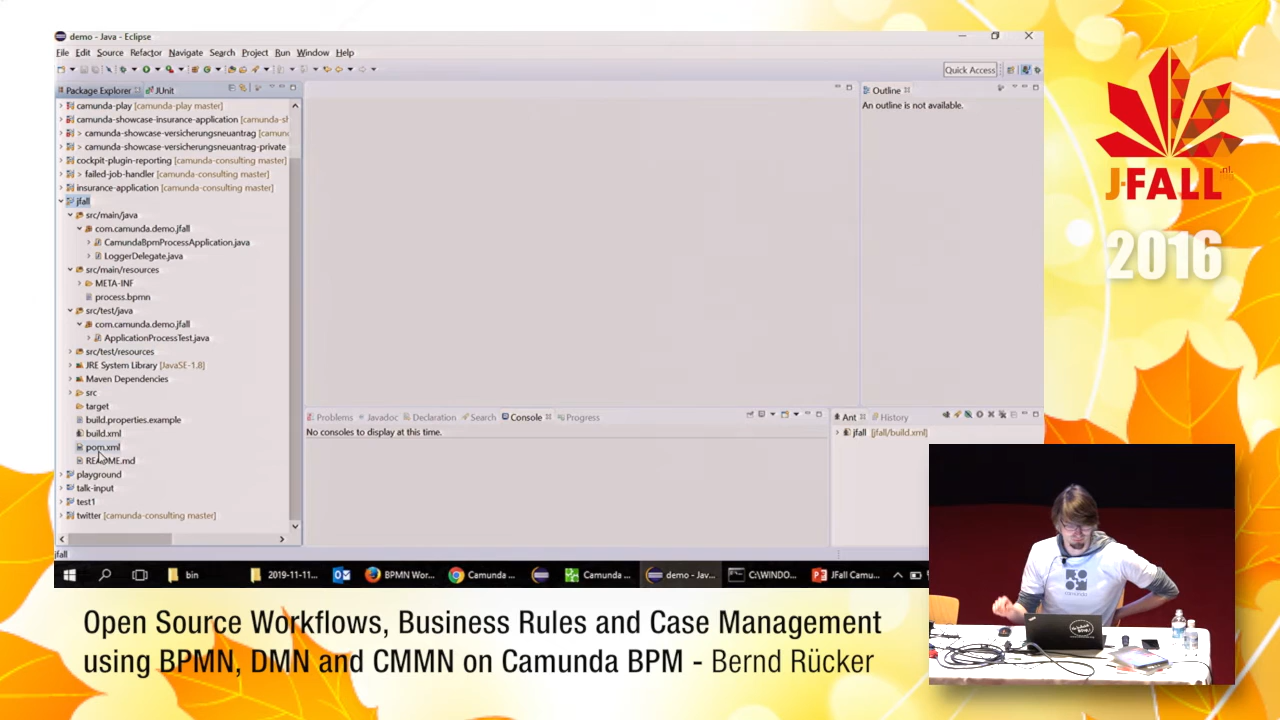 demo - Java - Eclipse
File Edit Source Refactor Navigate Search Project Run Window Help
Quick Access
Package Explorer JUnit
camunda-play [camunda-play master]
camunda-showcase-insurance-application [camunda-sh
> camunda-showcase-versicherungsneuantrag [camund
> camunda-showcase-versicherungsneuantrag-private
cockpit-plugin-reporting [camunda-consulting master]
> failed-job-handler [camunda-consulting master]
insurance-application [camunda-consulting master]
jfall
src/main/java
com.camunda.demo.jfall
CamundaBpmProcessApplication.java
LoggerDelegate.java
src/main/resources
META-INF
process.bpmn
src/test/java
com.camunda.demo.jfall
ApplicationProcessTest.java
src/test/resources
JRE System Library [JavaSE-1.8]
Maven Dependencies
src
target
build.properties.example
build.xml
pom.xml
README.md
playground
talk-input
test1
twitter [camunda-consulting master]
jfall
Outline
An outline is not available.
Problems Javadoc Declaration Search Console Progress
No consoles to display at this time.
Ant History
jfall [jfall/build.xml]
bin 2019-11-11... BPMN Wor... Camunda ... Camunda ... demo - Jav... C:\WINDO... JFall Camu...
J-FALL.nl
2016
camunda
Open Source Workflows, Business Rules and Case Management
using BPMN, DMN and CMMN on Camunda BPM - Bernd Rücker